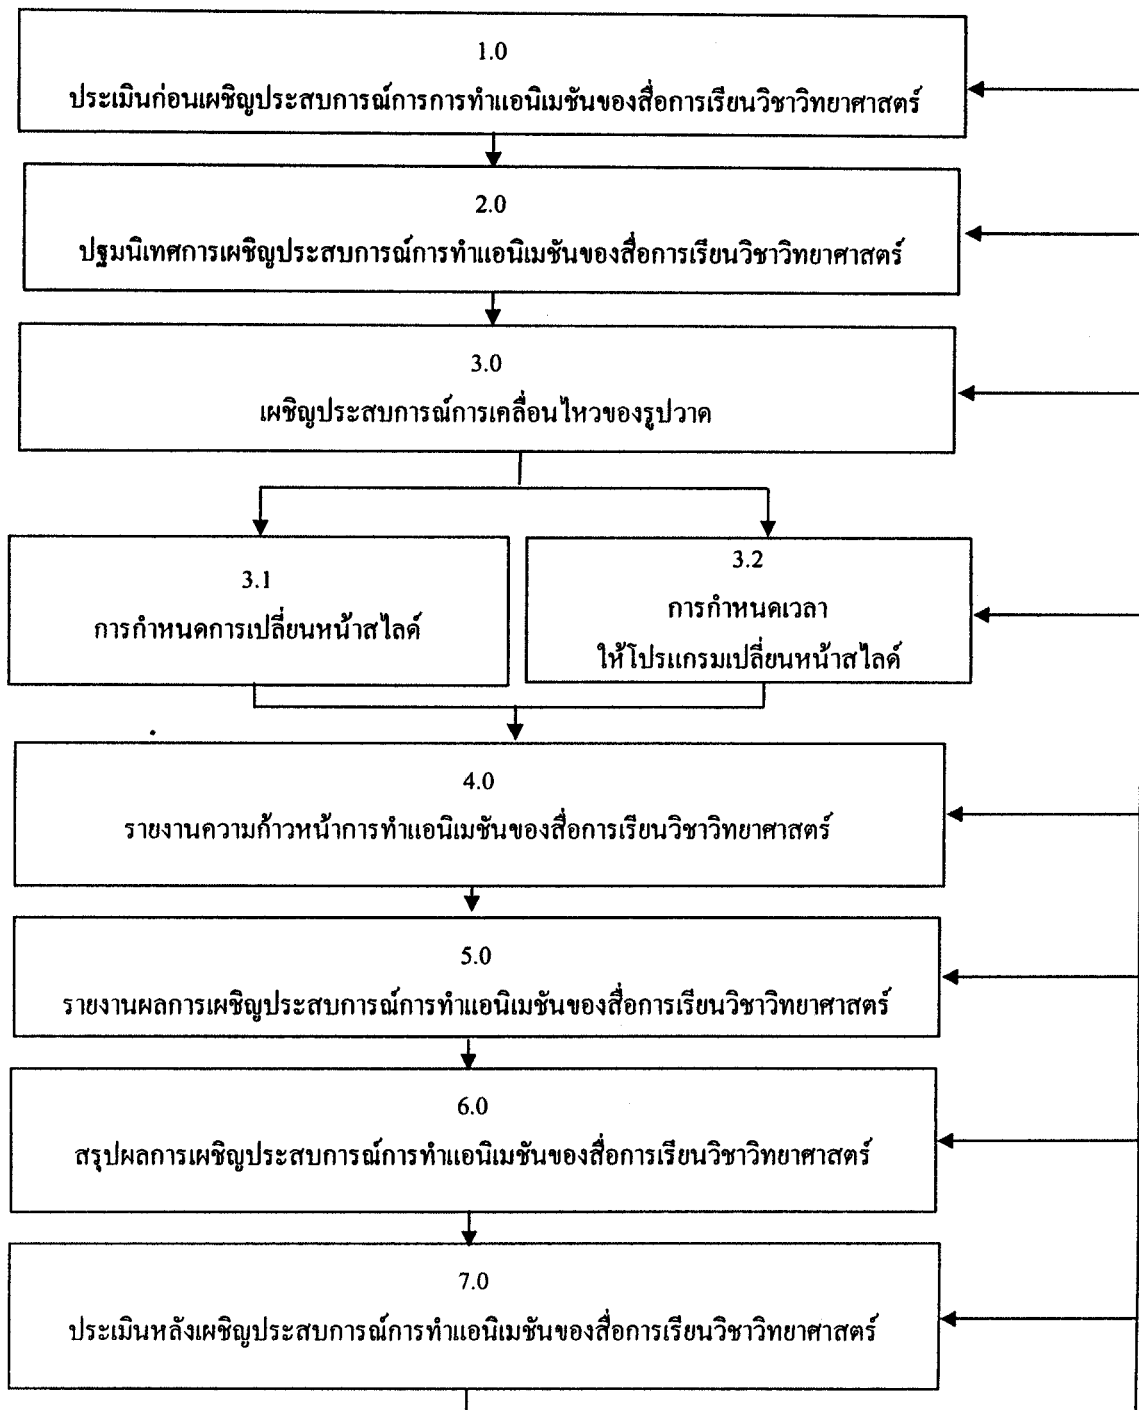 1.0
ประเมินก่อนเผชิญประสบการณ์การการทำแอนิเมชันของสื่อการเรียนวิชาวิทยาศาสตร์
2.0
ปฐมนิเทศการเผชิญประสบการณ์การทำแอนิเมชันของสื่อการเรียนวิชาวิทยาศาสตร์
3.0
เผชิญประสบการณ์การเคลื่อนไหวของรูปวาด
3.1
การกำหนดการเปลี่ยนหน้าสไลด์
3.2
การกำหนดเวลา
ให้โปรแกรมเปลี่ยนหน้าสไลด์
4.0
รายงานความก้าวหน้าการทำแอนิเมชันของสื่อการเรียนวิชาวิทยาศาสตร์
5.0
รายงานผลการเผชิญประสบการณ์การทำแอนิเมชันของสื่อการเรียนวิชาวิทยาศาสตร์
6.0
สรุปผลการเผชิญประสบการณ์การทำแอนิเมชันของสื่อการเรียนวิชาวิทยาศาสตร์
7.0
ประเมินหลังเผชิญประสบการณ์การทำแอนิเมชันของสื่อการเรียนวิชาวิทยาศาสตร์